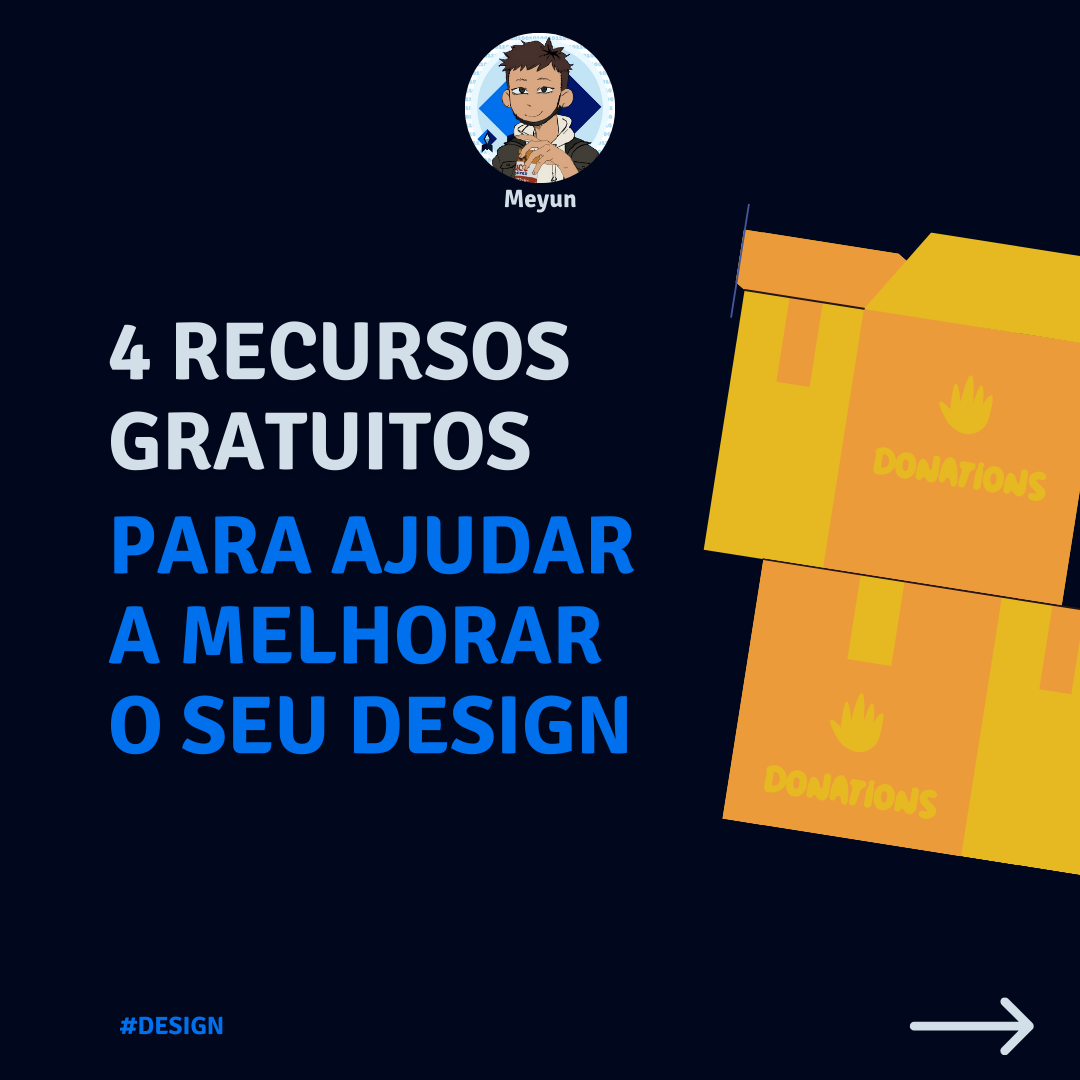 Meyun
4 RECURSOS
GRATUITOS
PARA AJUDAR
A MELHORAR
O SEU DESIGN
DONATIONS
DONATIONS
#DESIGN